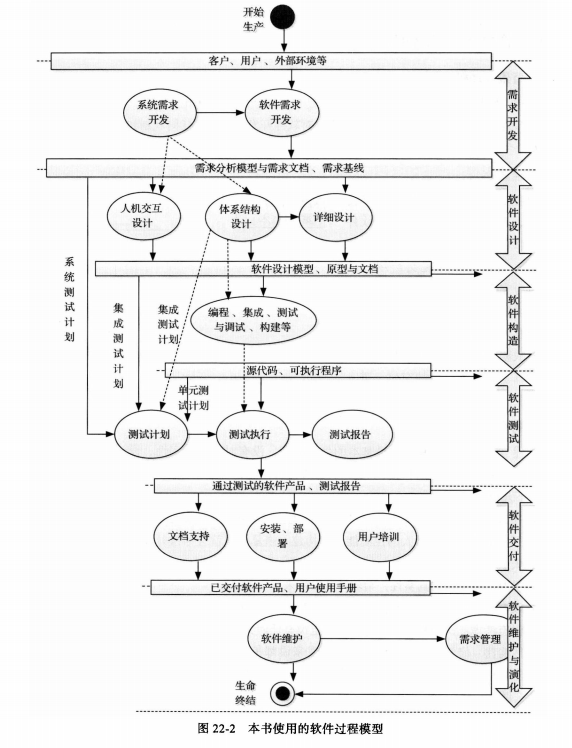 开始
生产
客户、用户、外部环境等
系统需求
开发
软件需求
开发
需求开发
需求分析模型与需求文档、需求基线
人机交互
设计
体系结构
设计
详细设计
软件设计
系统测试计划
软件设计模型、原型与文档
集成测试计划
集成
测试
计划
编程、集成、测试
与调试、构建等
软件构造
源代码、可执行程序
单元测
试计划
测试计划
测试执行
测试报告
软件测试
通过测试的软件产品、测试报告
文档支持
安装、部
署
用户培训
软件交付
已交付软件产品、用户使用手册
软件维护
需求管理
软件维护与演化
生命
终结
图 22-2 本书使用的软件过程模型